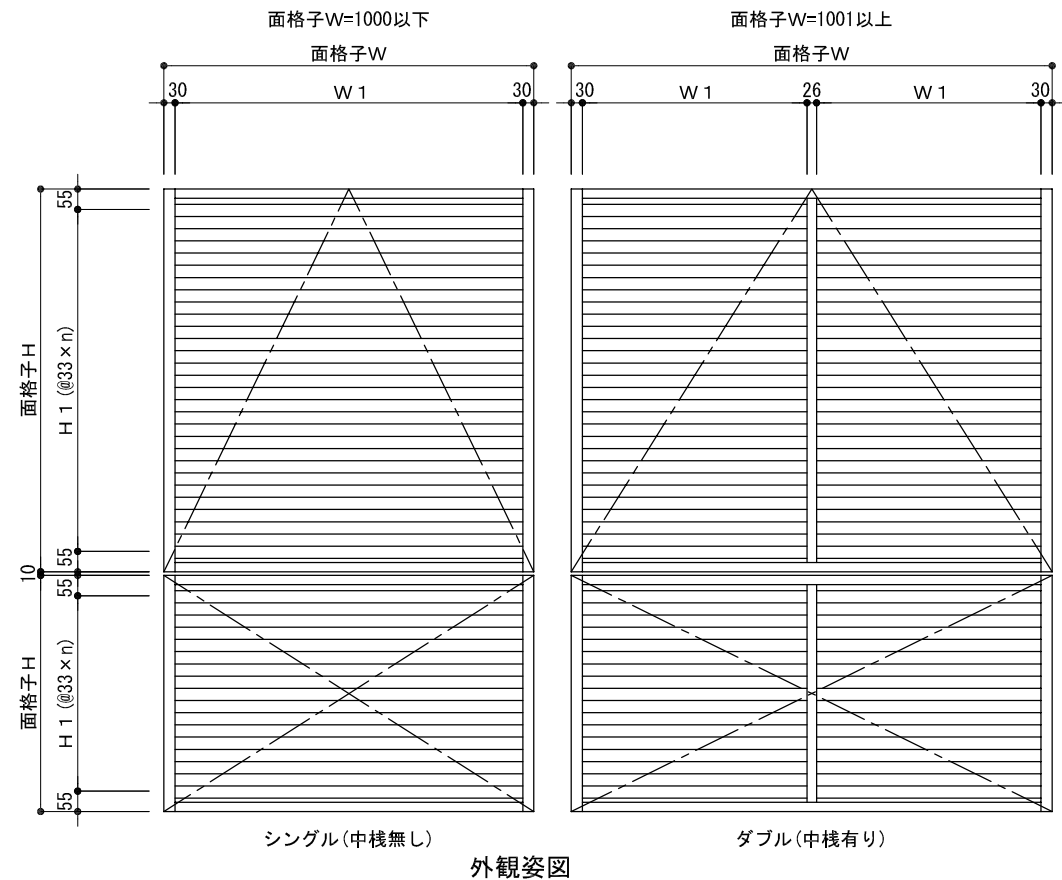 面格子W=1000以下
面格子W=1001以上
面格子W
面格子W
30
W1
30
30
W1
26
W1
30
55
面格子H
H1(@33×n)
55
10
55
面格子H
H1(@33×n)
55
シングル(中桟無し)
ダブル(中桟有り)
外観姿図